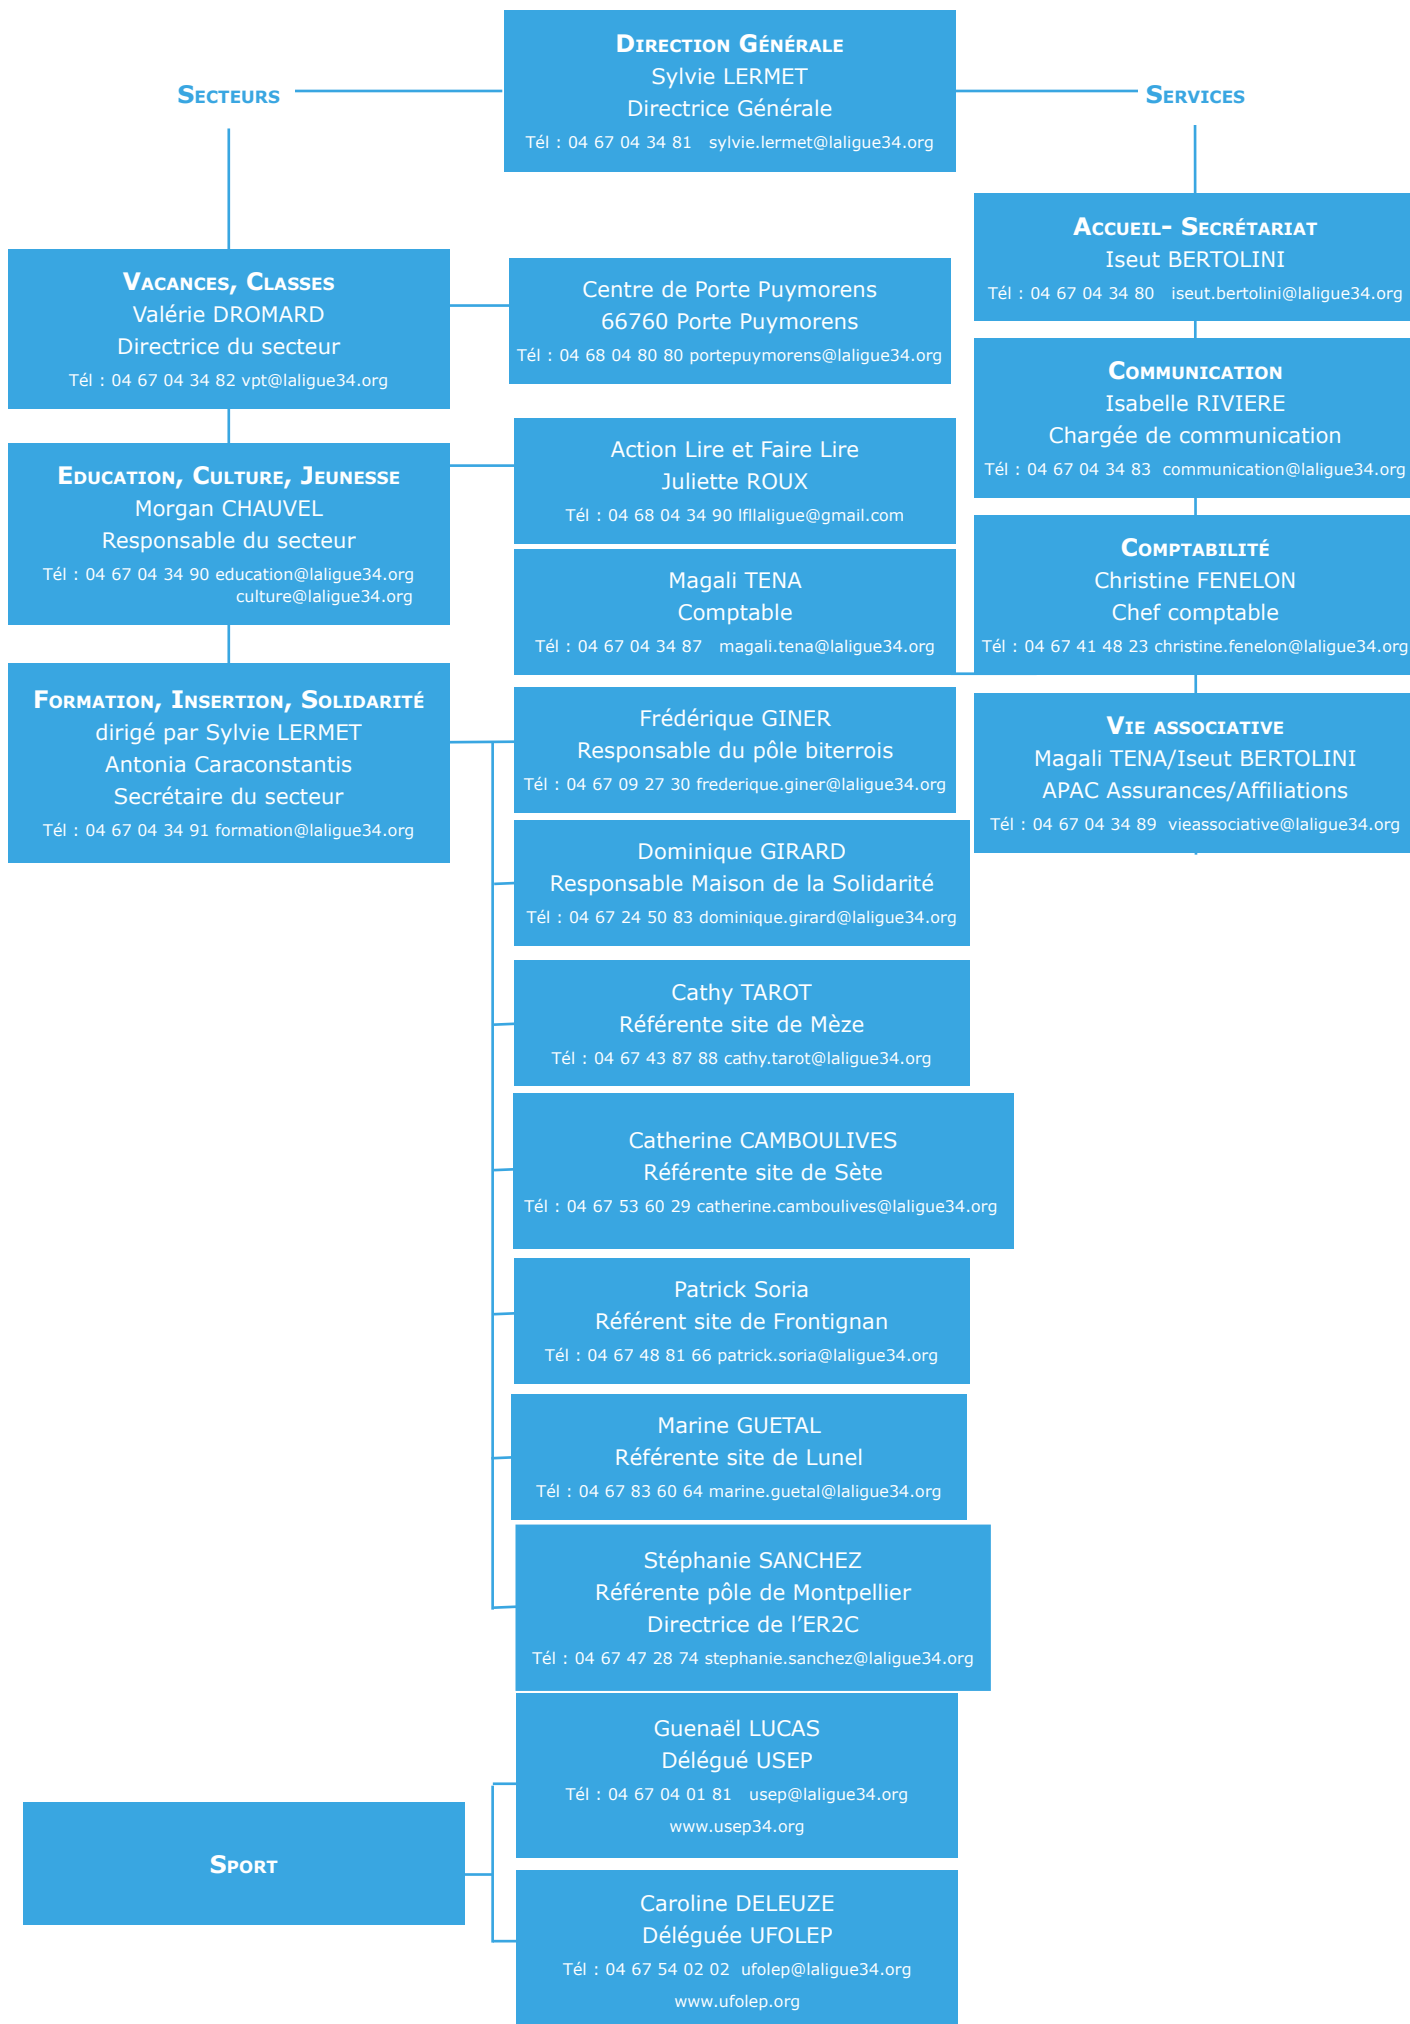 Direction Générale
Sylvie LERMET
Directrice Générale
Tél : 04 67 04 34 81 sylvie.lermet@laligue34.org
Secteurs
Services
Vacances, Classes
Valérie DROMARD
Directrice du secteur
Tél : 04 67 04 34 82 vpt@laligue34.org
Centre de Porte Puymorens
66760 Porte Puymorens
Tél : 04 68 04 80 80 portepuymorens@laligue34.org
Education, Culture, Jeunesse
Morgan CHAUVEL
Responsable du secteur
Tél : 04 67 04 34 90 education@laligue34.org
culture@laligue34.org
Action Lire et Faire Lire
Juliette ROUX
Tél : 04 68 04 34 90 lfllaligue@gmail.com
Magali TENA
Comptable
Tél : 04 67 04 34 87 magali.tena@laligue34.org
Formation, Insertion, Solidarité
dirigé par Sylvie LERMET
Antonia Caraconstantis
Secrétaire du secteur
Tél : 04 67 04 34 91 formation@laligue34.org
Frédérique GINER
Responsable du pôle biterrois
Tél : 04 67 09 27 30 frederique.giner@laligue34.org
Dominique GIRARD
Responsable Maison de la Solidarité
Tél : 04 67 24 50 83 dominique.girard@laligue34.org
Cathy TAROT
Référente site de Mèze
Tél : 04 67 43 87 88 cathy.tarot@laligue34.org
Catherine CAMBOULIVES
Référente site de Sète
Tél : 04 67 53 60 29 catherine.camboulives@laligue34.org
Patrick Soria
Référent site de Frontignan
Tél : 04 67 48 81 66 patrick.soria@laligue34.org
Marine GUETAL
Référente site de Lunel
Tél : 04 67 83 60 64 marine.guetal@laligue34.org
Stéphanie SANCHEZ
Référente pôle de Montpellier
Directrice de l’ER2C
Tél : 04 67 47 28 74 stephanie.sanchez@laligue34.org
Sport
Guenaël LUCAS
Délégué USEP
Tél : 04 67 04 01 81 usep@laligue34.org
www.usep34.org
Caroline DELEUZE
Déléguée UFOLEP
Tél : 04 67 54 02 02 ufolep@laligue34.org
www.ufolep.org
Accueil– Secrétariat
Iseut BERTOLINI
Tél : 04 67 04 34 80 iseut.bertolini@laligue34.org
Communication
Isabelle RIVIERE
Chargée de communication
Tél : 04 67 04 34 83 communication@laligue34.org
Comptabilité
Christine FENELON
Chef comptable
Tél : 04 67 41 48 23 christine.fenelon@laligue34.org
Vie associative
Magali TENA/Iseut BERTOLINI
APAC Assurances/Affiliations
Tél : 04 67 04 34 89 vieassociative@laligue34.org